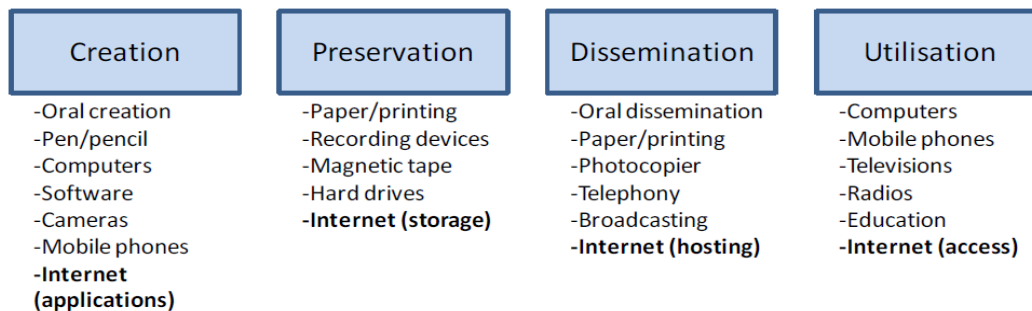 Creation
-Oral creation
-Pen/pencil
-Computers
-Software
-Cameras
-Mobile phones
-Internet
(applications)
Preservation
-Paper/printing
-Recording devices
-Magnetic tape
-Hard drives
-Internet (storage)
Dissemination
-Oral dissemination
-Paper/printing
-Photocopier
-Telephony
-Broadcasting
-Internet (hosting)
Utilisation
-Computers
-Mobile phones
-Televisions
-Radios
-Education
-Internet (access)